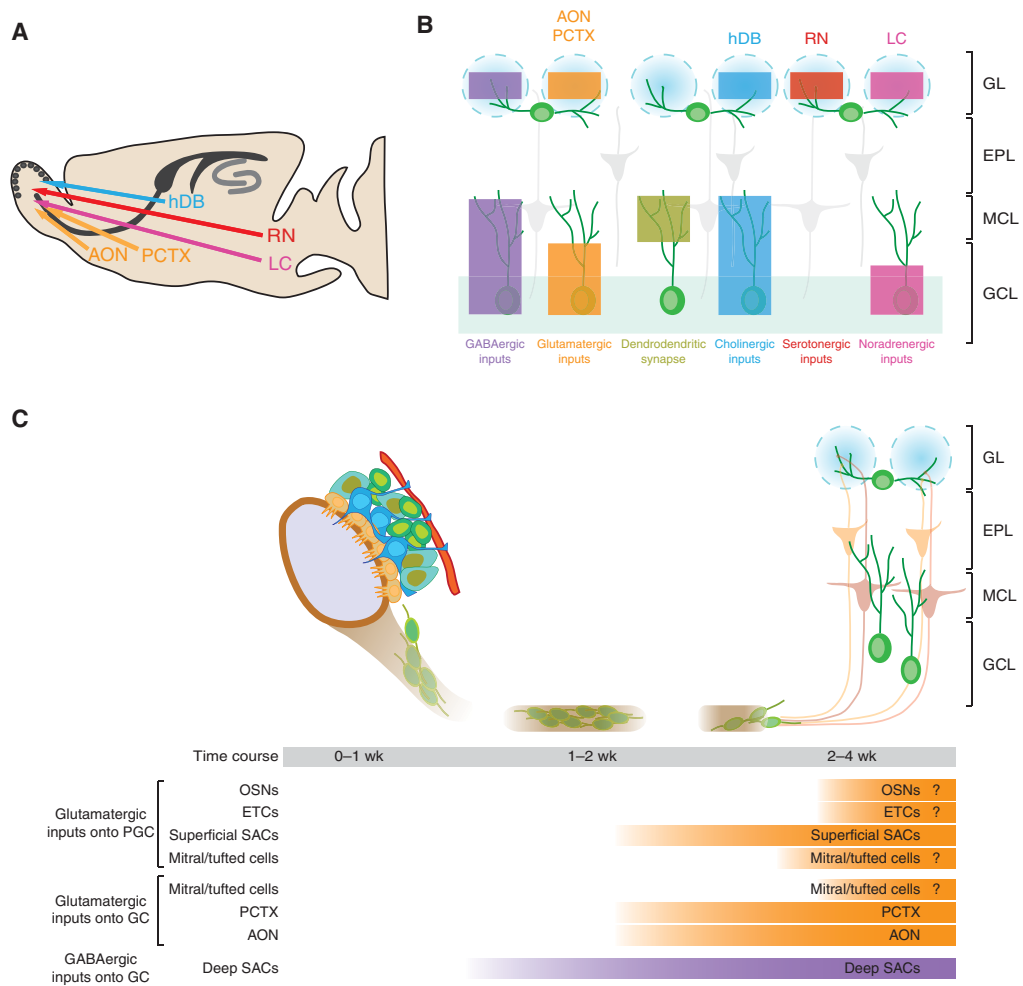 A
hDB
RN
AON PCTX
LC
B
AON
PCTX
hDB
RN
LC
GL
EPL
MCL
GCL
GABAergic
inputs
Glutamatergic
inputs
Dendrodendritic
synapse
Cholinergic
inputs
Serotonergic
inputs
Noradrenergic
inputs
C
GL
EPL
MCL
GCL
Time course 0–1 wk 1–2 wk 2–4 wk
Glutamatergic
inputs onto PGC
OSNs OSNs ?
ETCs ETCs ?
Superficial SACs Superficial SACs
Mitral/tufted cells Mitral/tufted cells ?
Glutamatergic
inputs onto GC
Mitral/tufted cells Mitral/tufted cells ?
PCTX PCTX
AON AON
GABAergic
inputs onto GC
Deep SACs Deep SACs